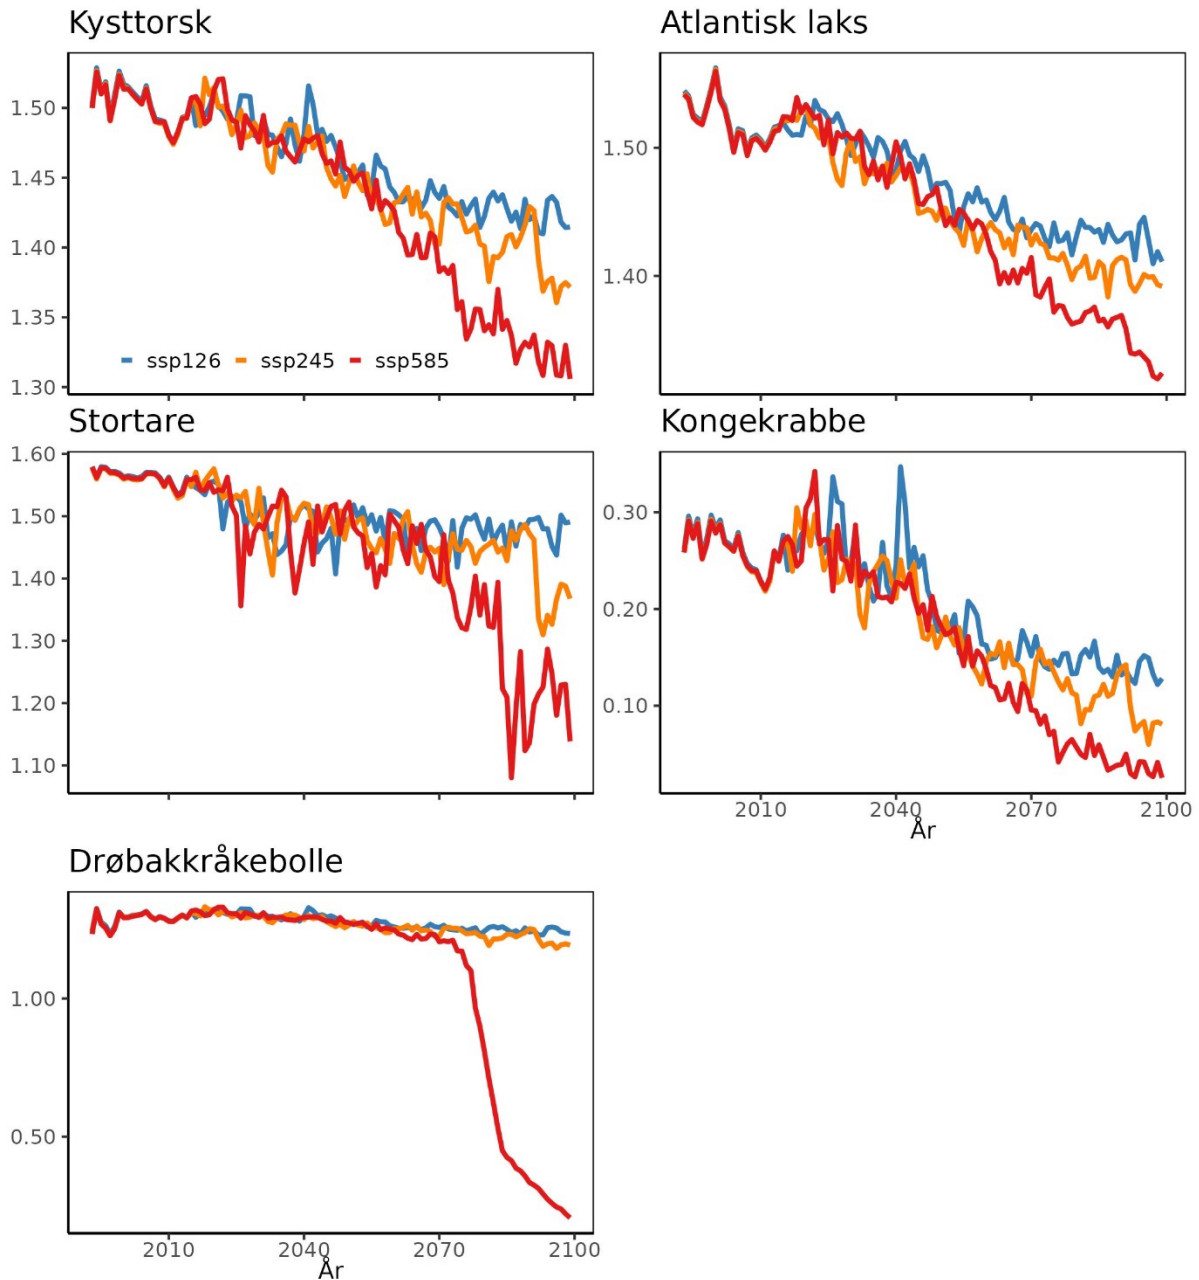 Kysttorsk
1.50
1.45
1.40
1.35
1.30
ssp126 ssp245 ssp585
Atlantisk laks
1.50
1.40
Stortare
1.60
1.50
1.40
1.30
1.20
1.10
Kongekrabbe
0.30
0.20
0.10
2010 2040 2070 2100
År
Drøbakkråkebolle
1.00
0.50
2010 2040 2070 2100
År